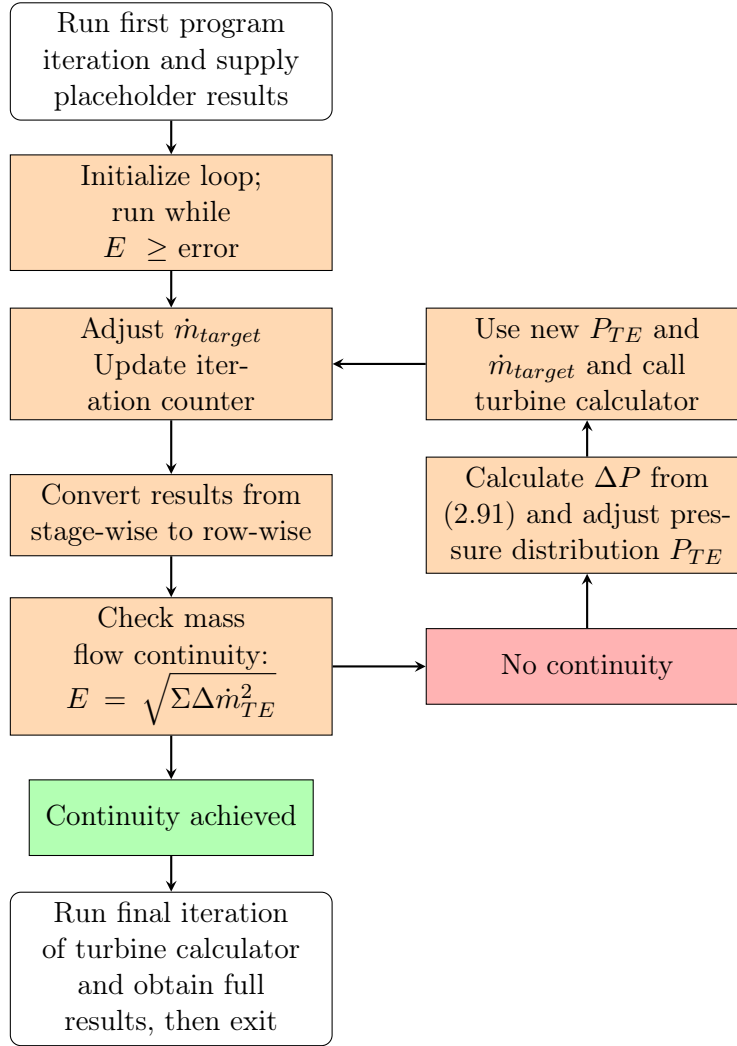 Run first program
iteration and supply
placeholder results
Initialize loop;
run while
E ≥ error
Adjust ṁ_target
Update iter-
ation counter
Convert results from
stage-wise to row-wise
Check mass
flow continuity:
E = √(ΣΔṁ²_TE)
No continuity
Calculate ΔP from
(2.91) and adjust pres-
sure distribution P_TE
Use new P_TE and
ṁ_target and call
turbine calculator
Continuity achieved
Run final iteration
of turbine calculator
and obtain full
results, then exit